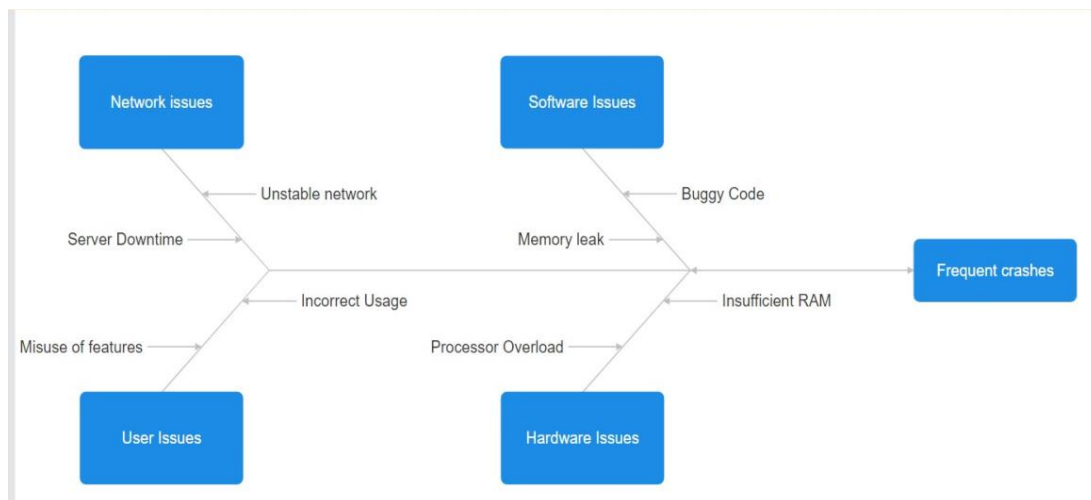 Network issues
Software Issues
Unstable network
Buggy Code
Server Downtime
Memory leak
Frequent crashes
Incorrect Usage
Insufficient RAM
Misuse of features
Processor Overload
User Issues
Hardware Issues